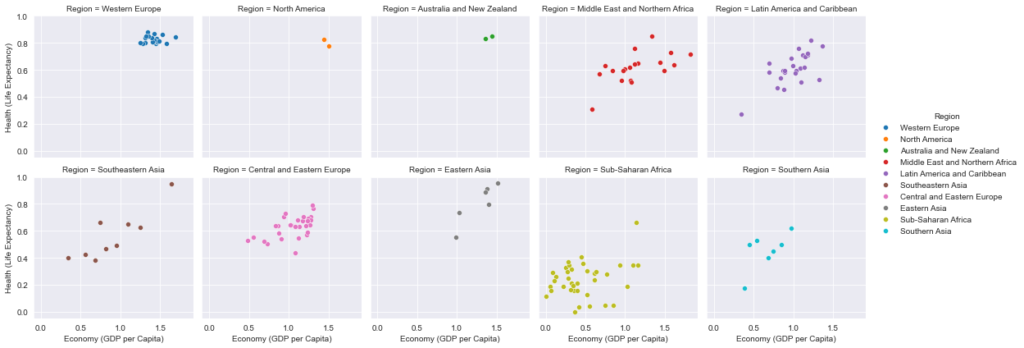 Region = Western Europe
Region = North America
Region = Australia and New Zealand
Region = Middle East and Northern Africa
Region = Latin America and Caribbean
1.0
0.8
0.6
0.4
0.2
0.0
Health (Life Expectancy)
Region = Southeastern Asia
Region = Central and Eastern Europe
Region = Eastern Asia
Region = Sub-Saharan Africa
Region = Southern Asia
1.0
0.8
0.6
0.4
0.2
0.0
Health (Life Expectancy)
0.0 0.5 1.0 1.5
0.0 0.5 1.0 1.5
0.0 0.5 1.0 1.5
0.0 0.5 1.0 1.5
0.0 0.5 1.0 1.5
Economy (GDP per Capita)
Economy (GDP per Capita)
Economy (GDP per Capita)
Economy (GDP per Capita)
Economy (GDP per Capita)
Region
Western Europe
North America
Australia and New Zealand
Middle East and Northern Africa
Latin America and Caribbean
Southeastern Asia
Central and Eastern Europe
Eastern Asia
Sub-Saharan Africa
Southern Asia